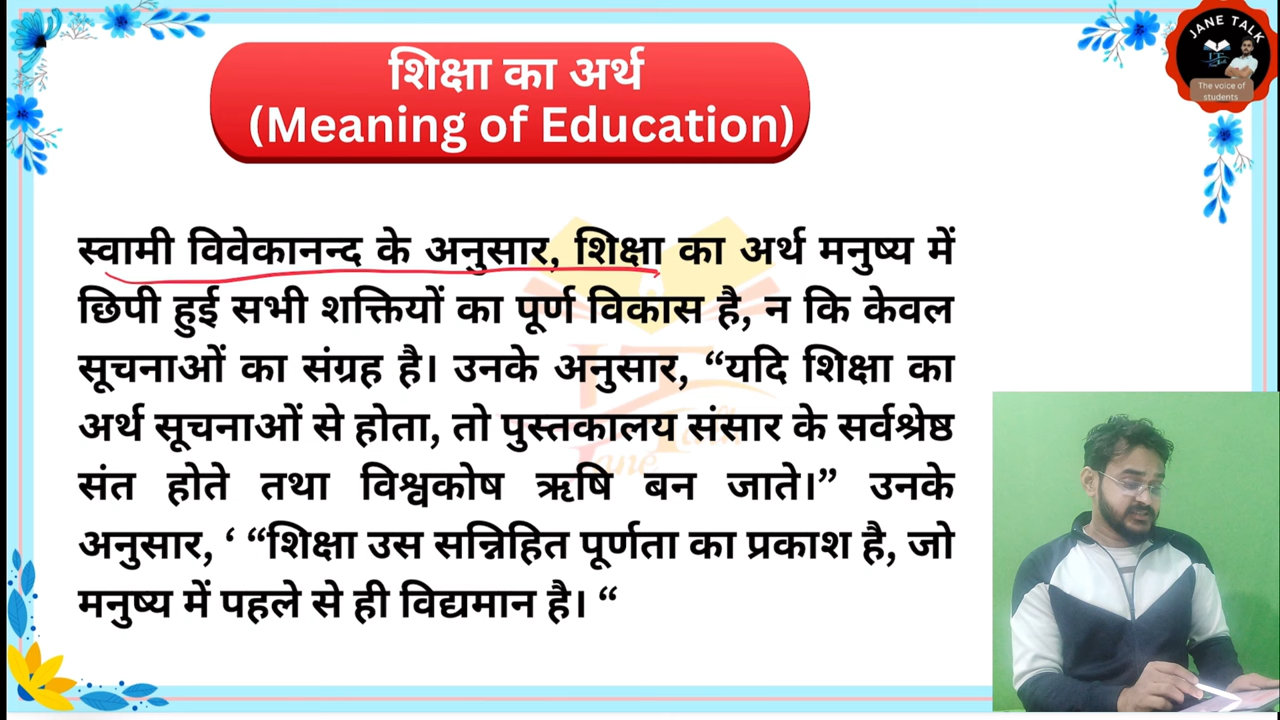 शिक्षा का अर्थ
(Meaning of Education)
JANE TALK
The voice of
students
स्वामी विवेकानन्द के अनुसार, शिक्षा का अर्थ मनुष्य में
छिपी हुई सभी शक्तियों का पूर्ण विकास है, न कि केवल
सूचनाओं का संग्रह है। उनके अनुसार, “यदि शिक्षा का
अर्थ सूचनाओं से होता, तो पुस्तकालय संसार के सर्वश्रेष्ठ
संत होते तथा विश्वकोष ऋषि बन जाते।” उनके
अनुसार, ‘ “शिक्षा उस सन्निहित पूर्णता का प्रकाश है, जो
मनुष्य में पहले से ही विद्यमान है। “